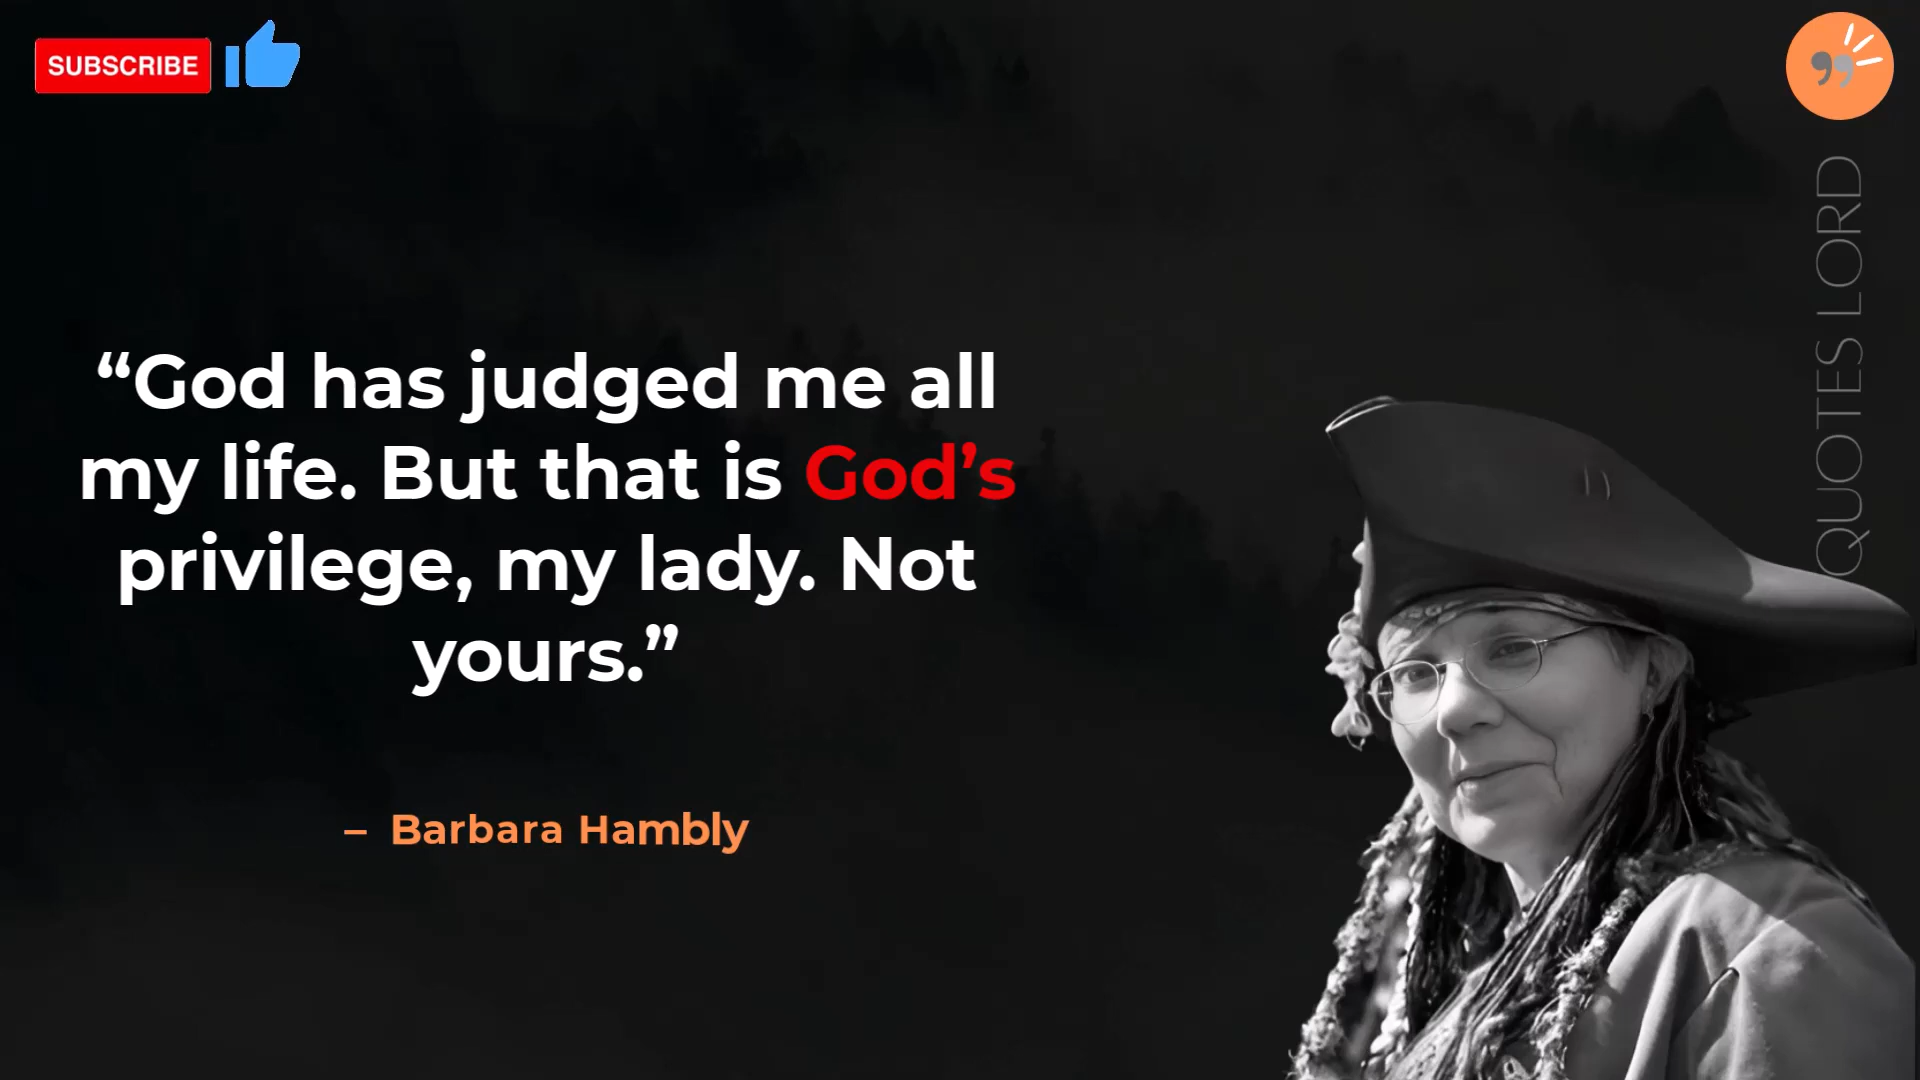 SUBSCRIBE
QUOTES LORD
“God has judged me all
my life. But that is God’s
privilege, my lady. Not
yours.”
– Barbara Hambly